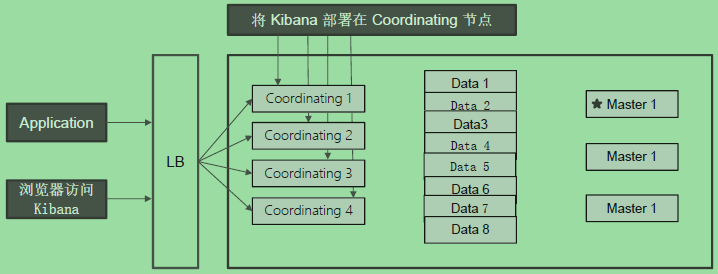 将 Kibana 部署在 Coordinating 节点
Application
浏览器访问
Kibana
LB
Coordinating 1
Coordinating 2
Coordinating 3
Coordinating 4
Data 1
Data 2
Data3
Data 4
Data 5
Data 6
Data 7
Data 8
Master 1
Master 1
Master 1